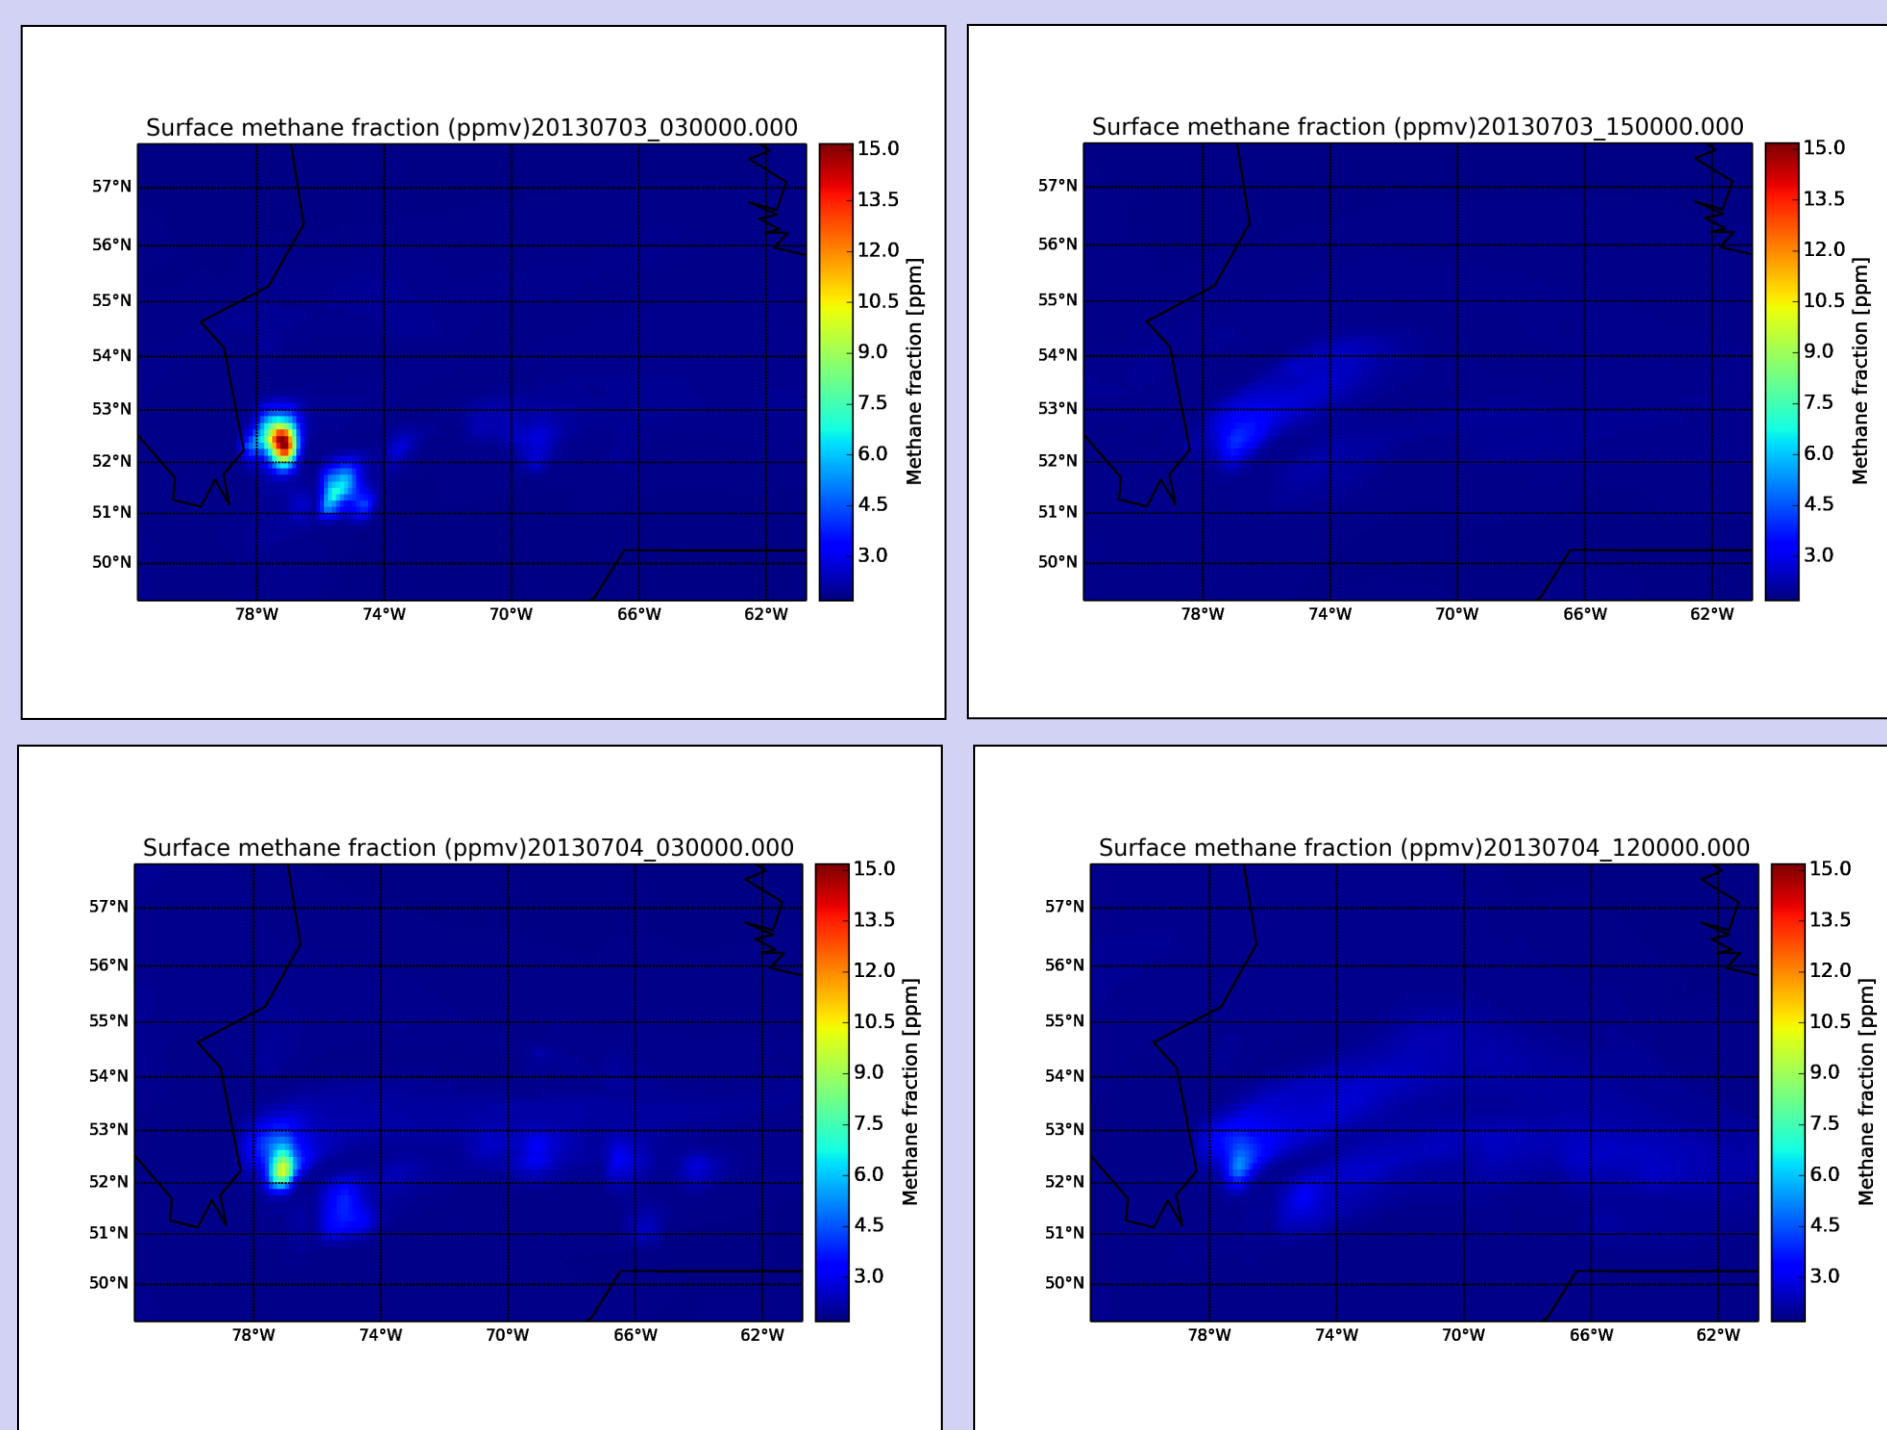 Surface methane fraction (ppmv)20130703_030000.000
57°N
56°N
55°N
54°N
53°N
52°N
51°N
50°N
78°W 74°W 70°W 66°W 62°W
15.0
13.5
12.0
10.5
9.0
7.5
6.0
4.5
3.0
Methane fraction [ppm]
Surface methane fraction (ppmv)20130703_150000.000
57°N
56°N
55°N
54°N
53°N
52°N
51°N
50°N
78°W 74°W 70°W 66°W 62°W
15.0
13.5
12.0
10.5
9.0
7.5
6.0
4.5
3.0
Methane fraction [ppm]
Surface methane fraction (ppmv)20130704_030000.000
57°N
56°N
55°N
54°N
53°N
52°N
51°N
50°N
78°W 74°W 70°W 66°W 62°W
15.0
13.5
12.0
10.5
9.0
7.5
6.0
4.5
3.0
Methane fraction [ppm]
Surface methane fraction (ppmv)20130704_120000.000
57°N
56°N
55°N
54°N
53°N
52°N
51°N
50°N
78°W 74°W 70°W 66°W 62°W
15.0
13.5
12.0
10.5
9.0
7.5
6.0
4.5
3.0
Methane fraction [ppm]